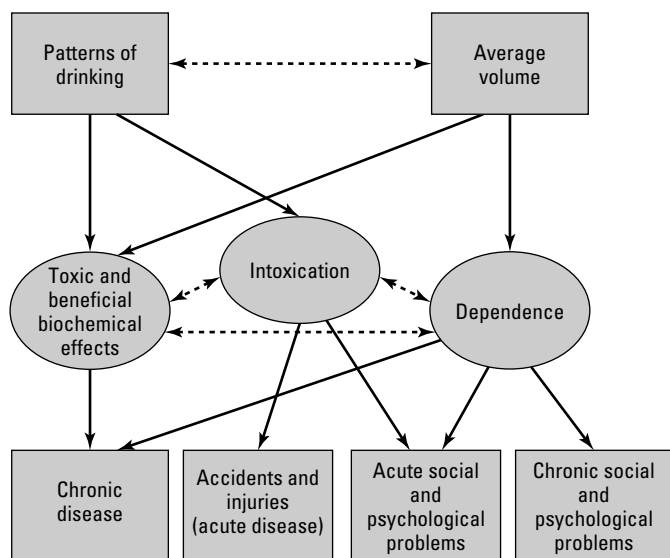 Patterns of
drinking
Average
volume
Toxic and
beneficial
biochemical
effects
Intoxication
Dependence
Chronic
disease
Accidents and
injuries
(acute disease)
Acute social
and
psychological
problems
Chronic social
and
psychological
problems